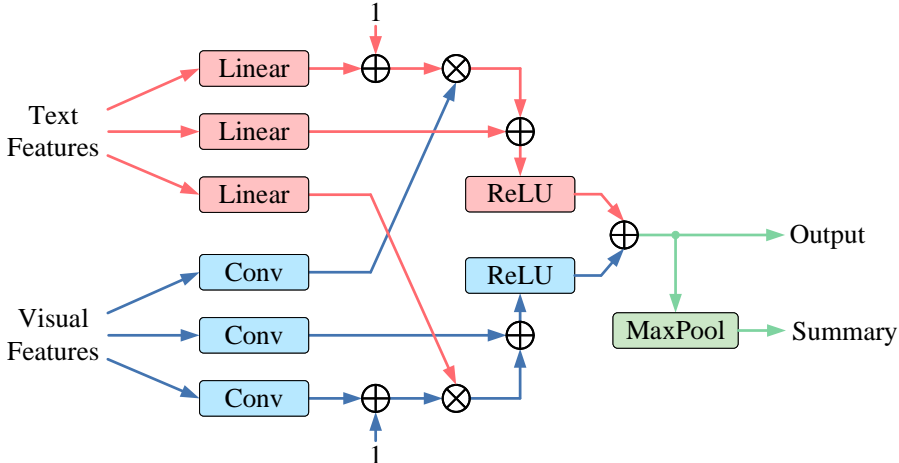 1
Linear
Text
Features
Linear
Linear
ReLU
Output
Conv
ReLU
Visual
Features
Conv
MaxPool
Summary
Conv
1